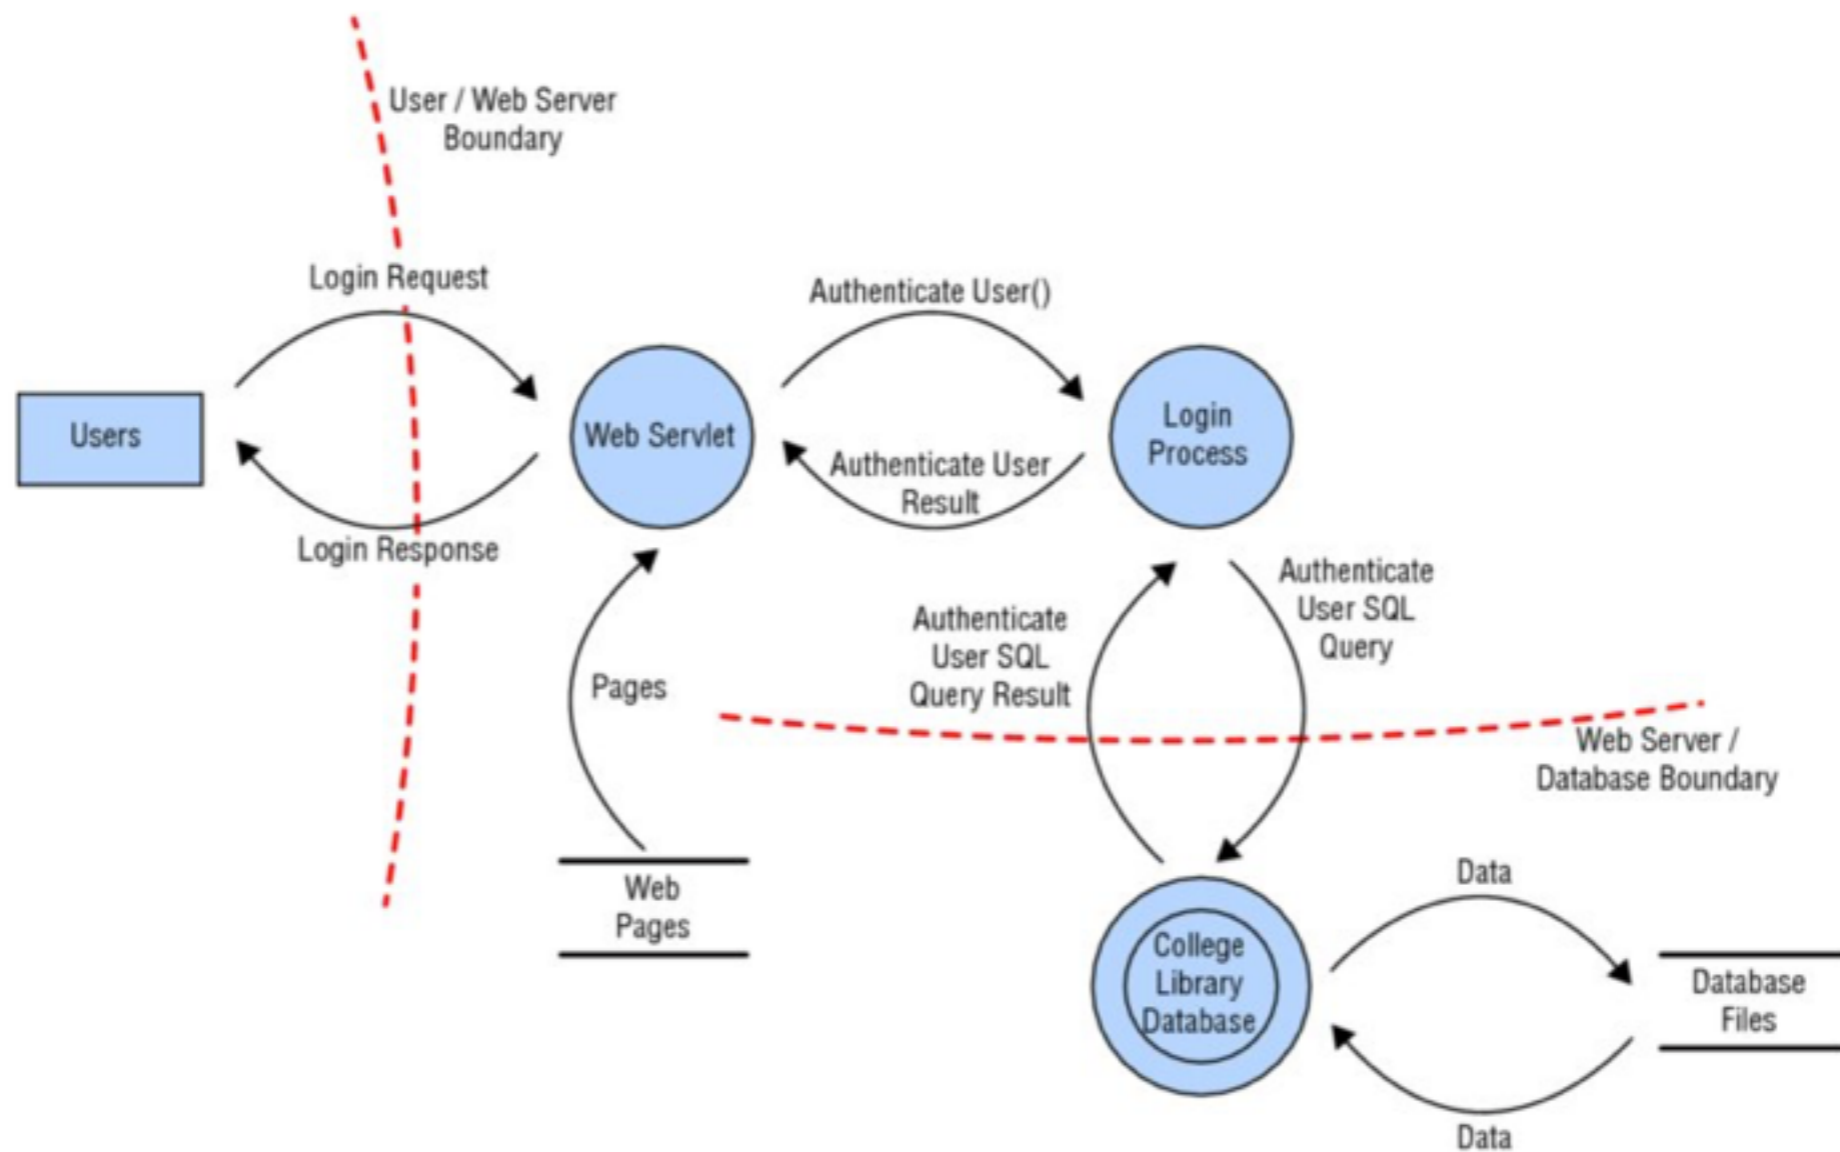 User / Web Server
Boundary
Login Request
Authenticate User()
Users
Web Servlet
Login
Process
Authenticate User
Result
Login Response
Authenticate
User SQL
Query
Authenticate
User SQL
Query Result
Pages
Web Server /
Database Boundary
Web
Pages
Data
College
Library
Database
Database
Files
Data